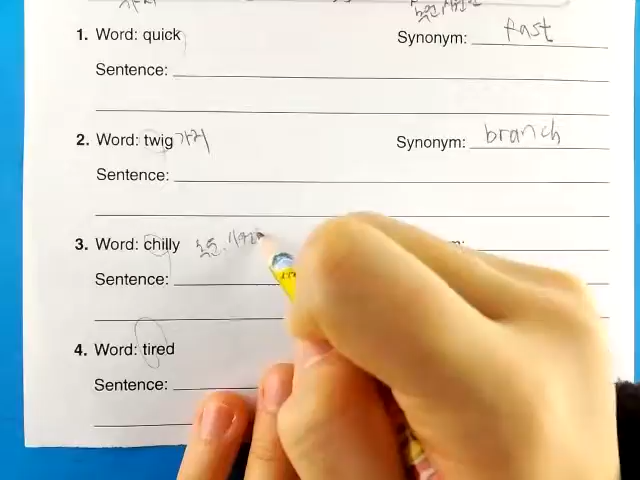 1. Word: quick Synonym: fast
Sentence:
2. Word: twig 가지 Synonym: branch
Sentence:
3. Word: chilly
Sentence:
4. Word: tired
Sentence: